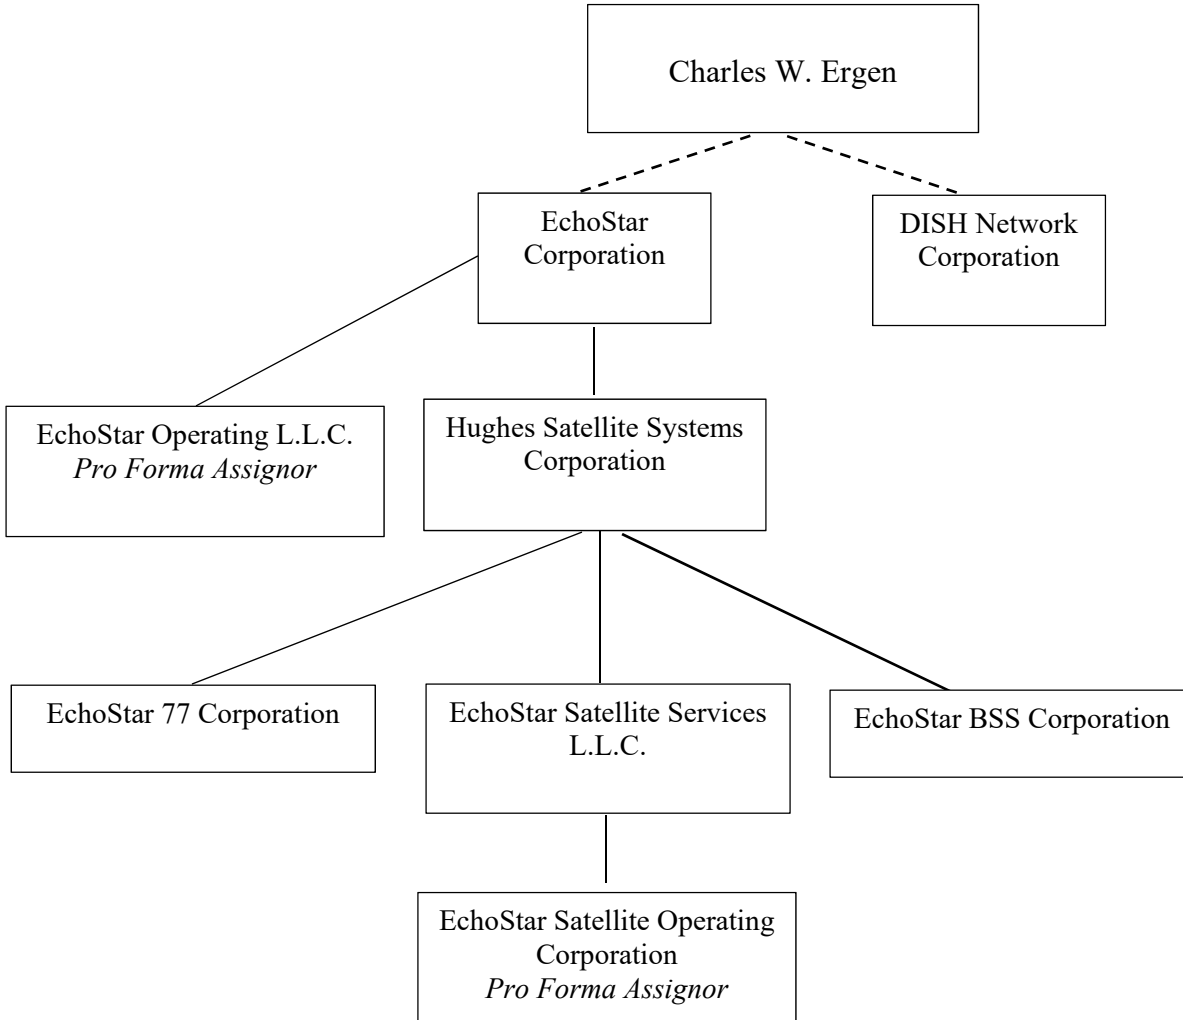 Charles W. Ergen
EchoStar
Corporation
DISH Network
Corporation
EchoStar Operating L.L.C.
Pro Forma Assignor
Hughes Satellite Systems
Corporation
EchoStar 77 Corporation
EchoStar Satellite Services
L.L.C.
EchoStar BSS Corporation
EchoStar Satellite Operating
Corporation
Pro Forma Assignor